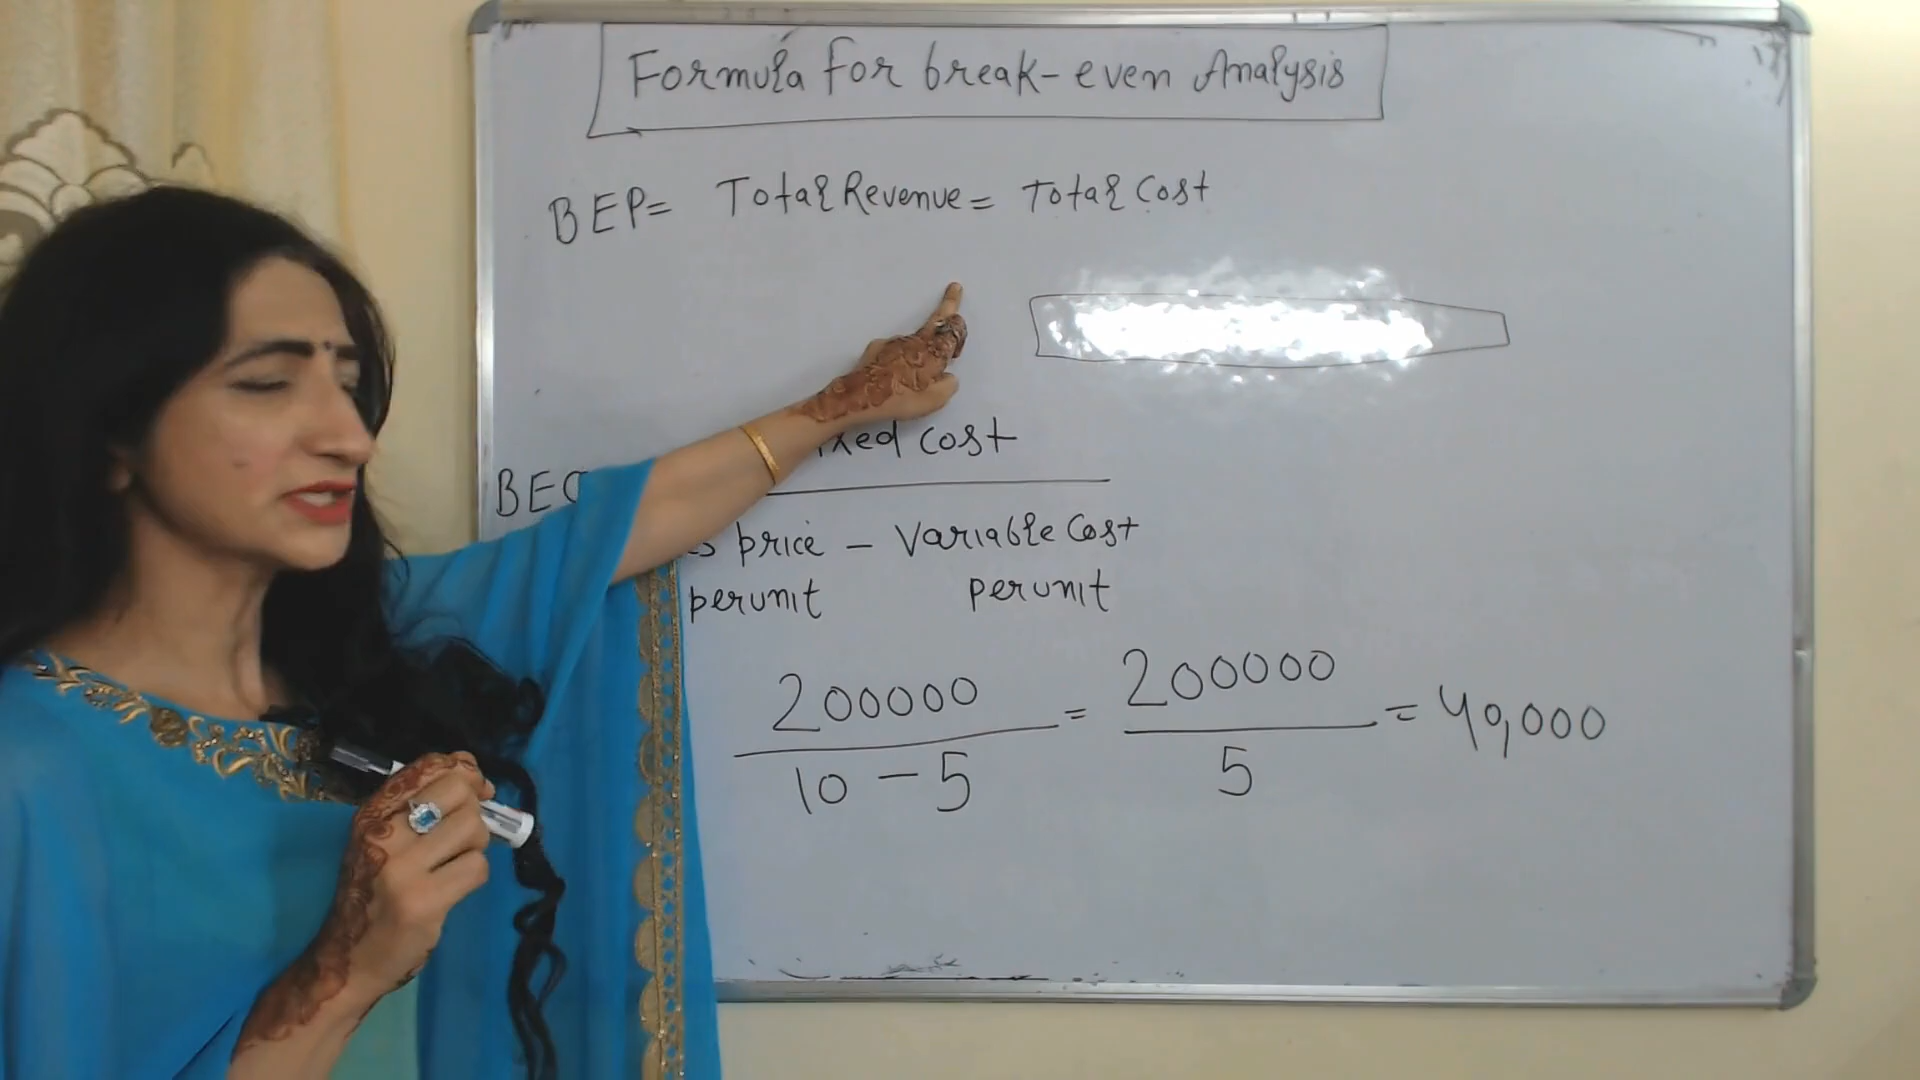 Formula for break-even Analysis
BEP= Total Revenue = Total Cost
BEQ
xed cost
s price - Variable Cost
perunit perunit
200000 = 200000 = 40,000
10 - 5 5